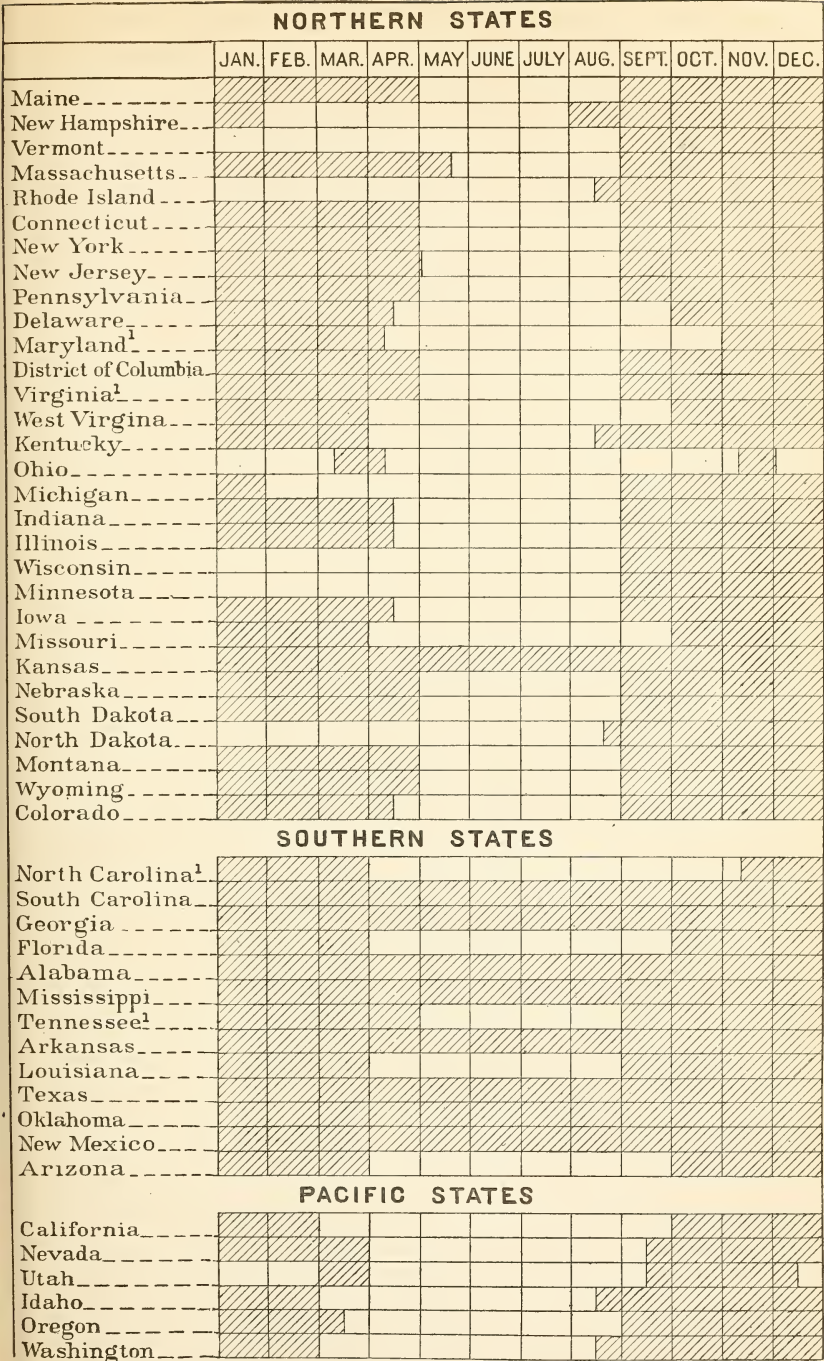 NORTHERN STATES
JAN. FEB. MAR. APR. MAY JUNE JULY AUG. SEPT. OCT. NOV. DEC.
Maine
New Hampshire
Vermont
Massachusetts
Rhode Island
Connecticut
New York
New Jersey
Pennsylvania
Delaware
Maryland¹
District of Columbia
Virginia¹
West Virgina
Kentucky
Ohio
Michigan
Indiana
Illinois
Wisconsin
Minnesota
Iowa
Missouri
Kansas
Nebraska
South Dakota
North Dakota
Montana
Wyoming
Colorado
SOUTHERN STATES
North Carolina¹
South Carolina
Georgia
Florida
Alabama
Mississippi
Tennessee¹
Arkansas
Louisiana
Texas
Oklahoma
New Mexico
Arizona
PACIFIC STATES
California
Nevada
Utah
Idaho
Oregon
Washington